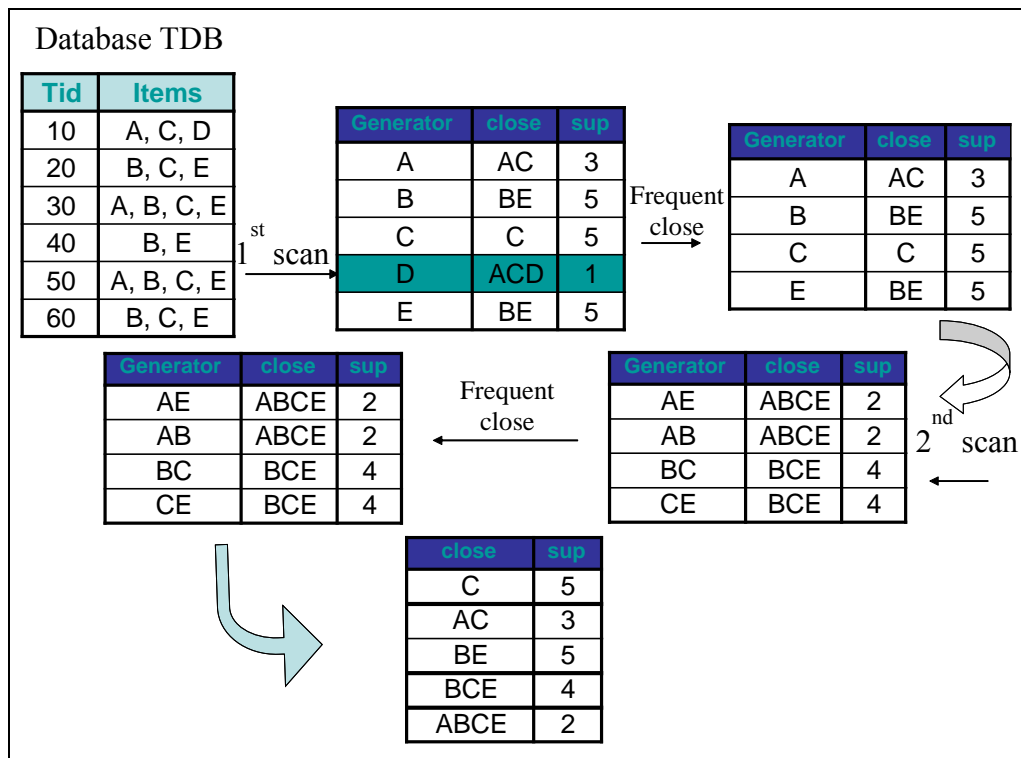 Database TDB
Tid Items
10 A, C, D
20 B, C, E
30 A, B, C, E
40 B, E
50 A, B, C, E
60 B, C, E
1st scan
Generator close sup
A AC 3
B BE 5
C C 5
D ACD 1
E BE 5
Frequent
close
Generator close sup
A AC 3
B BE 5
C C 5
E BE 5
2nd scan
Generator close sup
AE ABCE 2
AB ABCE 2
BC BCE 4
CE BCE 4
Frequent
close
Generator close sup
AE ABCE 2
AB ABCE 2
BC BCE 4
CE BCE 4
close sup
C 5
AC 3
BE 5
BCE 4
ABCE 2